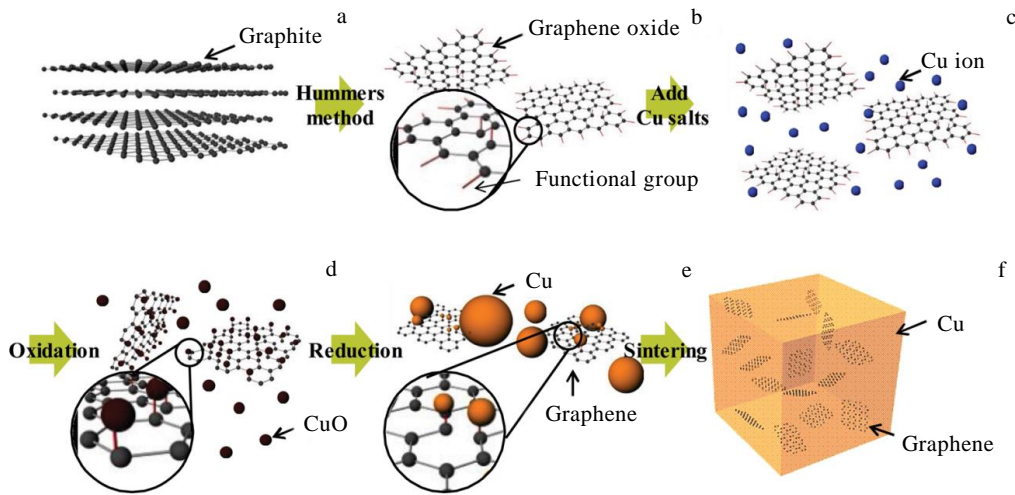 a
Graphite
Hummers
method
b
Graphene oxide
Functional group
Add
Cu salts
c
Cu ion
Oxidation
d
CuO
Reduction
Cu
Graphene
e
Sintering
f
Cu
Graphene